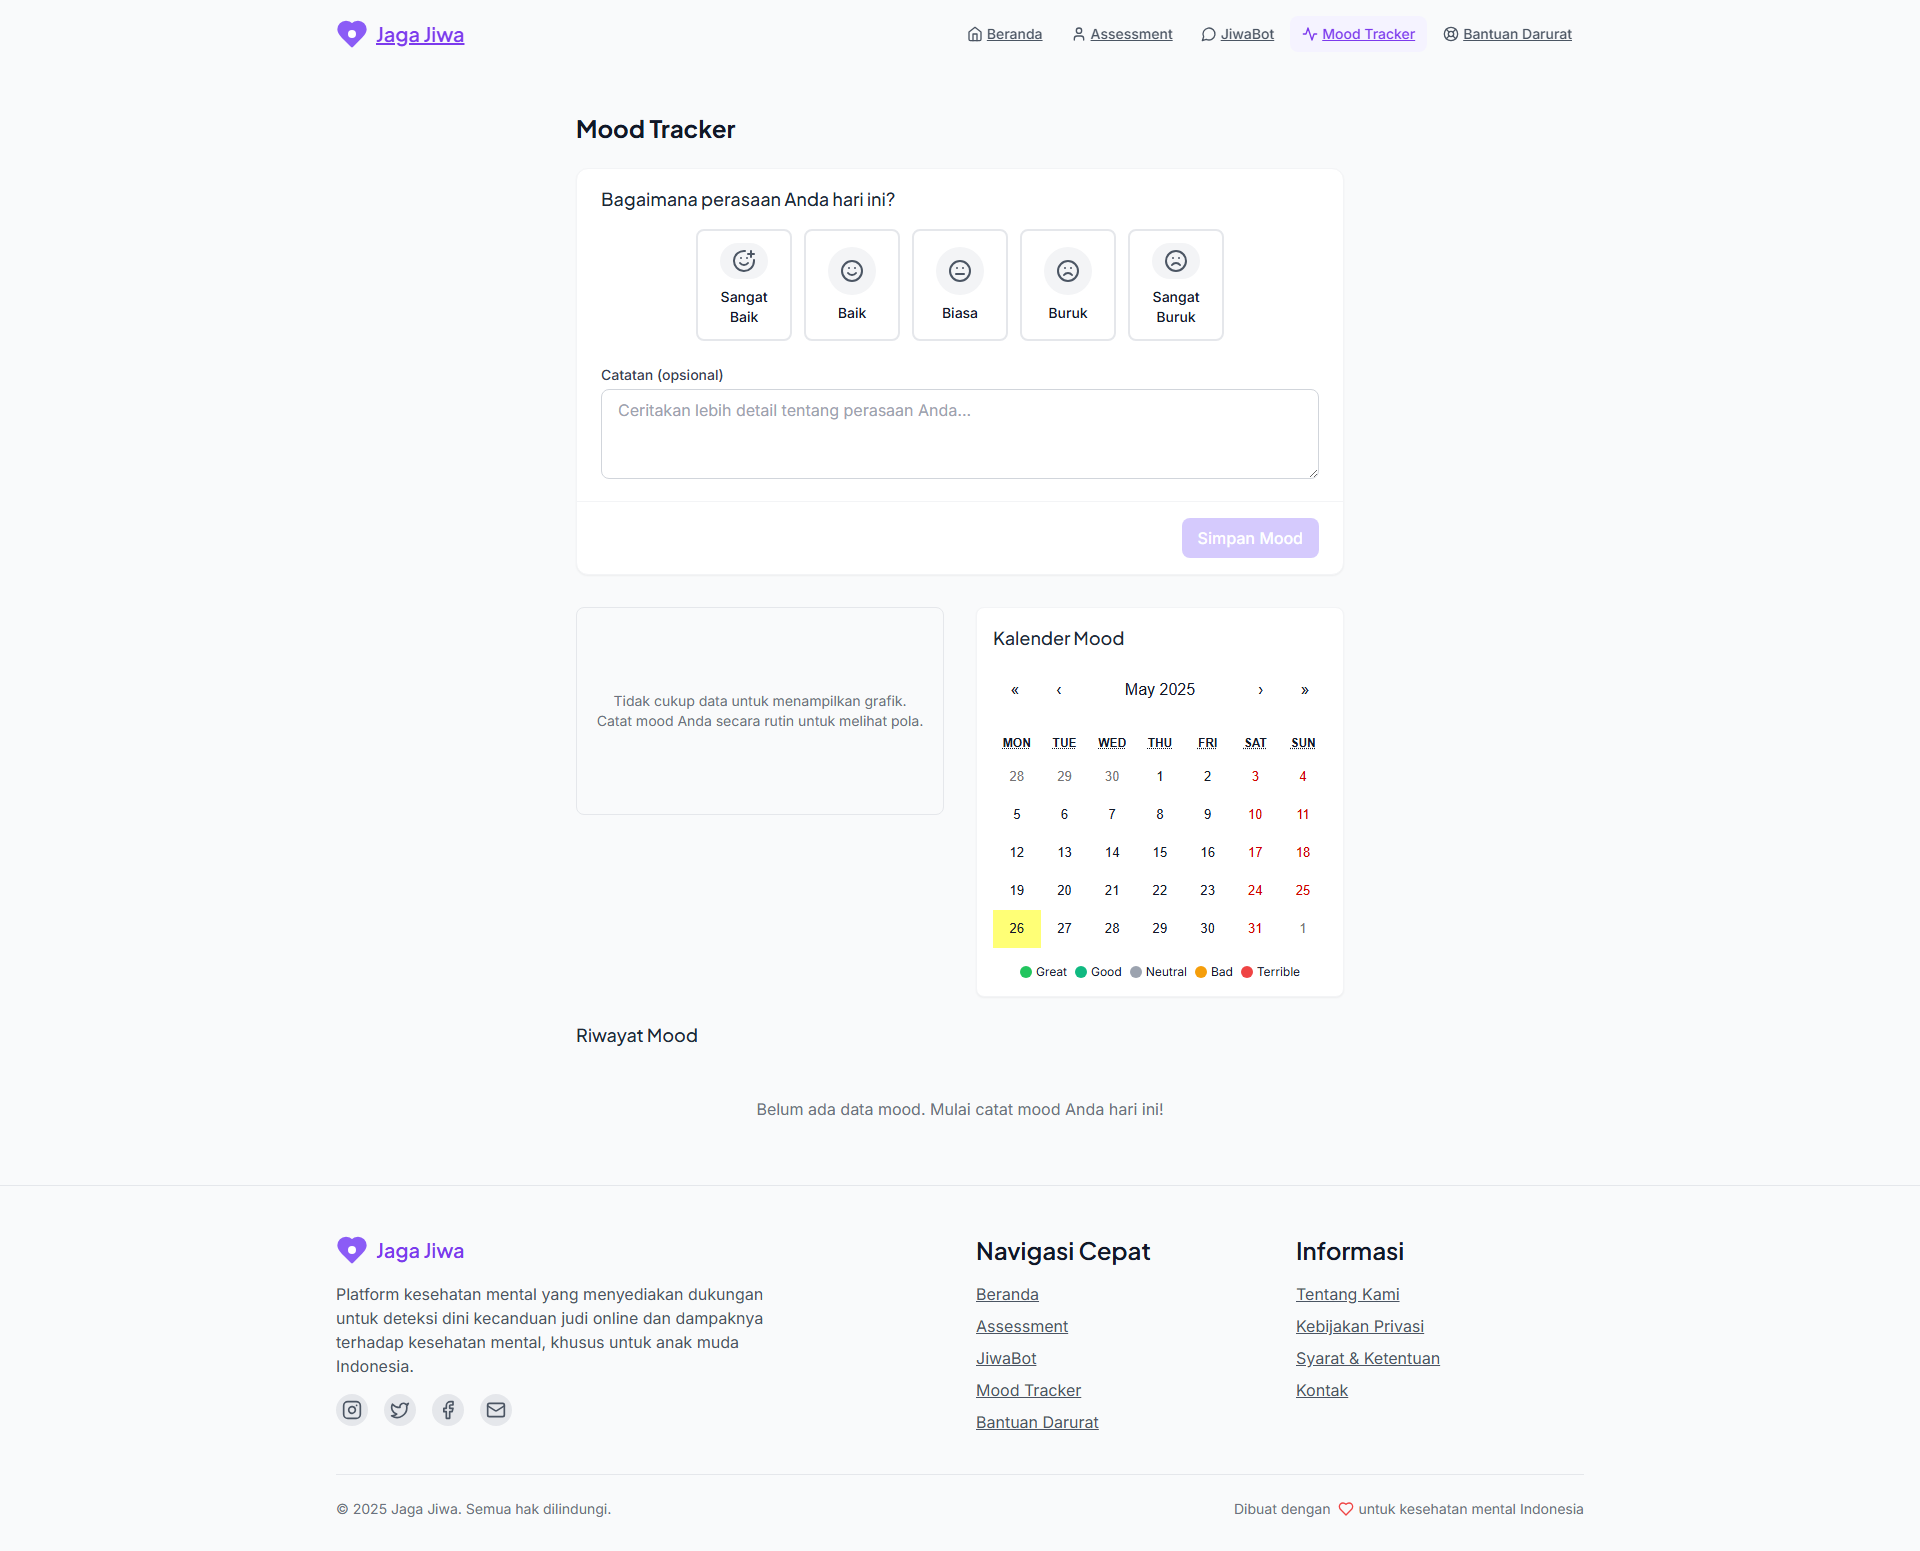 Jaga Jiwa
Beranda
Assessment
JiwaBot
Mood Tracker
Bantuan Darurat
Mood Tracker
Bagaimana perasaan Anda hari ini?
Sangat
Baik
Baik
Biasa
Buruk
Sangat
Buruk
Catatan (opsional)
Ceritakan lebih detail tentang perasaan Anda...
Simpan Mood
Tidak cukup data untuk menampilkan grafik.
Catat mood Anda secara rutin untuk melihat pola.
Kalender Mood
« ‹ May 2025 › »
MON TUE WED THU FRI SAT SUN
28 29 30 1 2 3 4
5 6 7 8 9 10 11
12 13 14 15 16 17 18
19 20 21 22 23 24 25
26 27 28 29 30 31 1
Great Good Neutral Bad Terrible
Riwayat Mood
Belum ada data mood. Mulai catat mood Anda hari ini!
Jaga Jiwa
Platform kesehatan mental yang menyediakan dukungan
untuk deteksi dini kecanduan judi online dan dampaknya
terhadap kesehatan mental, khusus untuk anak muda
Indonesia.
Navigasi Cepat
Beranda
Assessment
JiwaBot
Mood Tracker
Bantuan Darurat
Informasi
Tentang Kami
Kebijakan Privasi
Syarat & Ketentuan
Kontak
© 2025 Jaga Jiwa. Semua hak dilindungi.
Dibuat dengan untuk kesehatan mental Indonesia